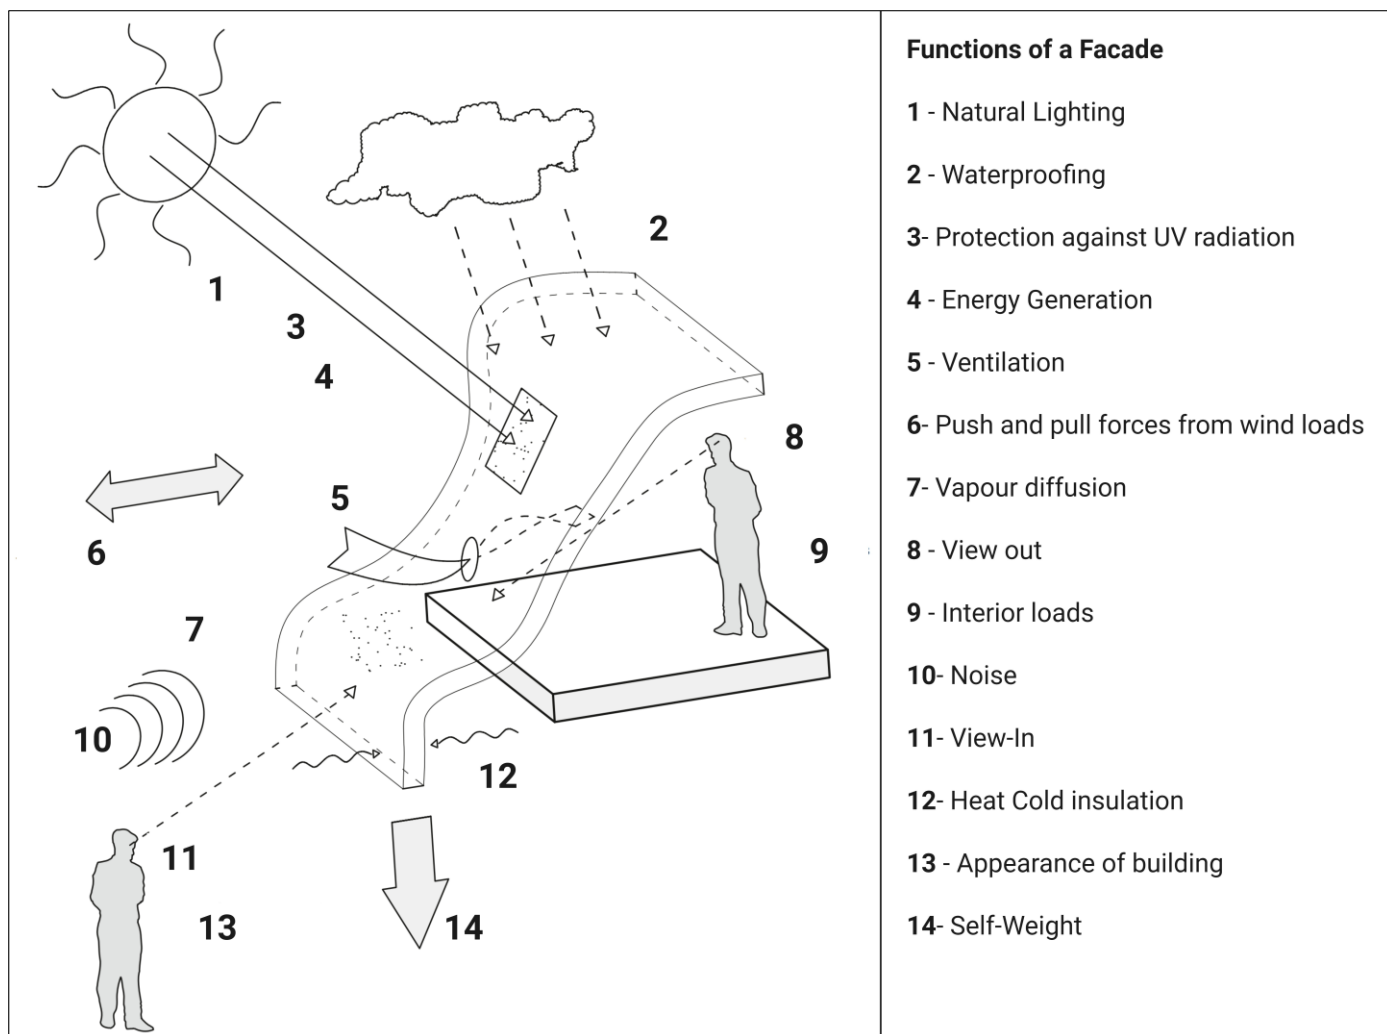 Functions of a Facade
1 - Natural Lighting
2 - Waterproofing
3- Protection against UV radiation
4 - Energy Generation
5 - Ventilation
6- Push and pull forces from wind loads
7- Vapour diffusion
8 - View out
9 - Interior loads
10- Noise
11- View-In
12- Heat Cold insulation
13 - Appearance of building
14- Self-Weight
2
1
3
4
8
5
6
9
7
10
12
11
13
14